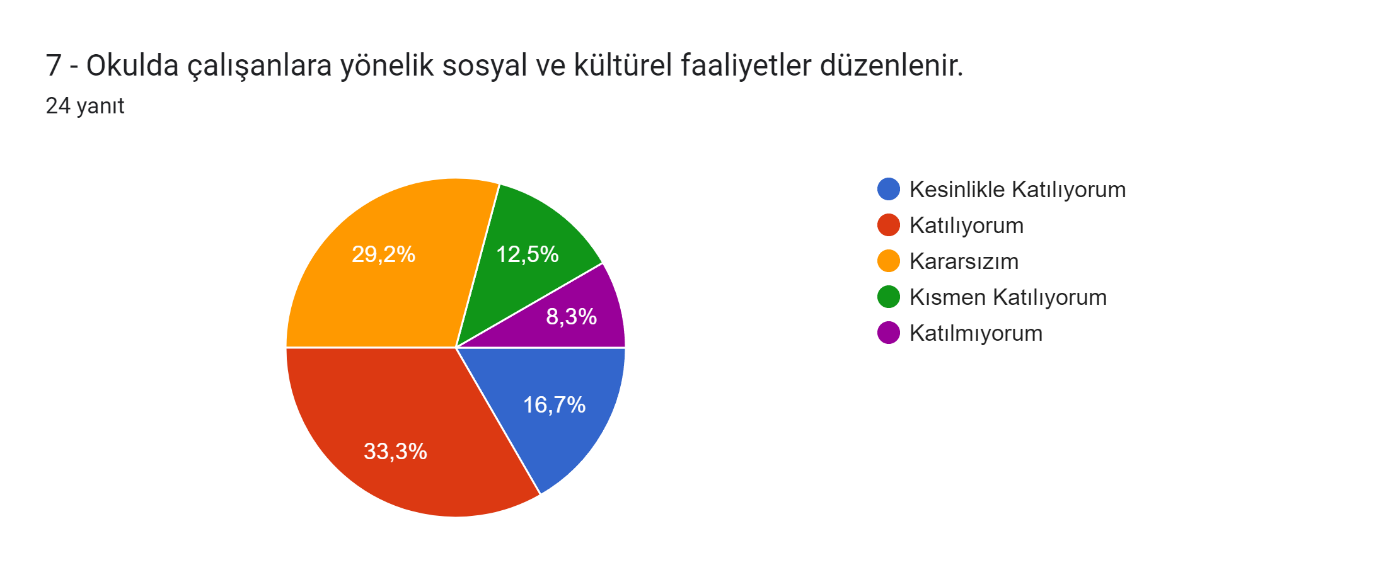 7 - Okulda çalışanlara yönelik sosyal ve kültürel faaliyetler düzenlenir.
24 yanıt
Kesinlikle Katılıyorum
Katılıyorum
Kararsızım
Kısmen Katılıyorum
Katılmıyorum
29,2%
12,5%
8,3%
16,7%
33,3%